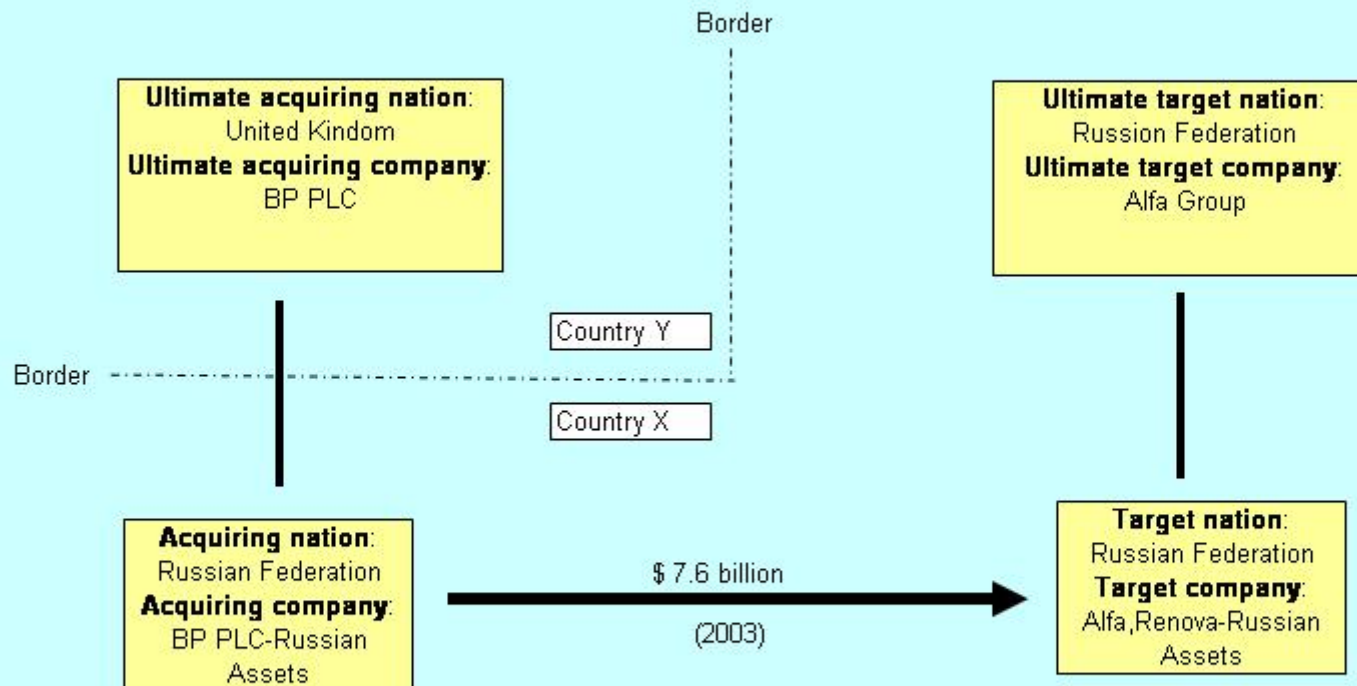 Border
Ultimate acquiring nation:
United Kindom
Ultimate acquiring company:
BP PLC
Ultimate target nation:
Russion Federation
Ultimate target company:
Alfa Group
Country Y
Border
Country X
Acquiring nation:
Russian Federation
Acquiring company:
BP PLC-Russian
Assets
$ 7.6 billion
(2003)
Target nation:
Russian Federation
Target company:
Alfa,Renova-Russian
Assets